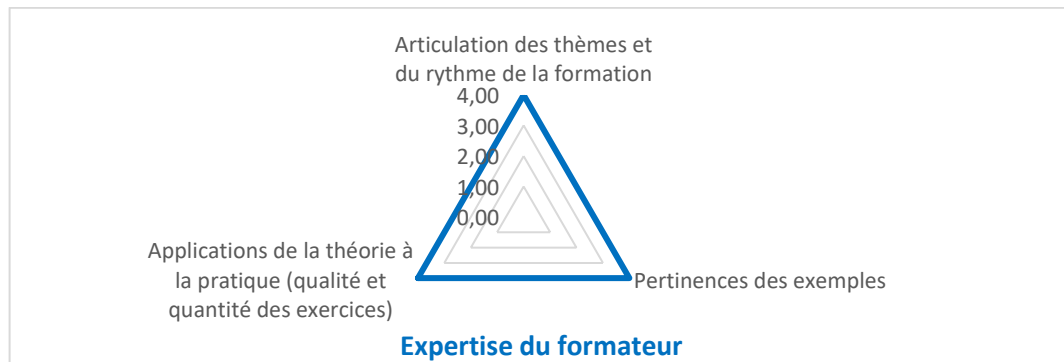 Articulation des thèmes et
du rythme de la formation
4,00
3,00
2,00
1,00
0,00
Applications de la théorie à
la pratique (qualité et
quantité des exercices)
Pertinences des exemples
Expertise du formateur